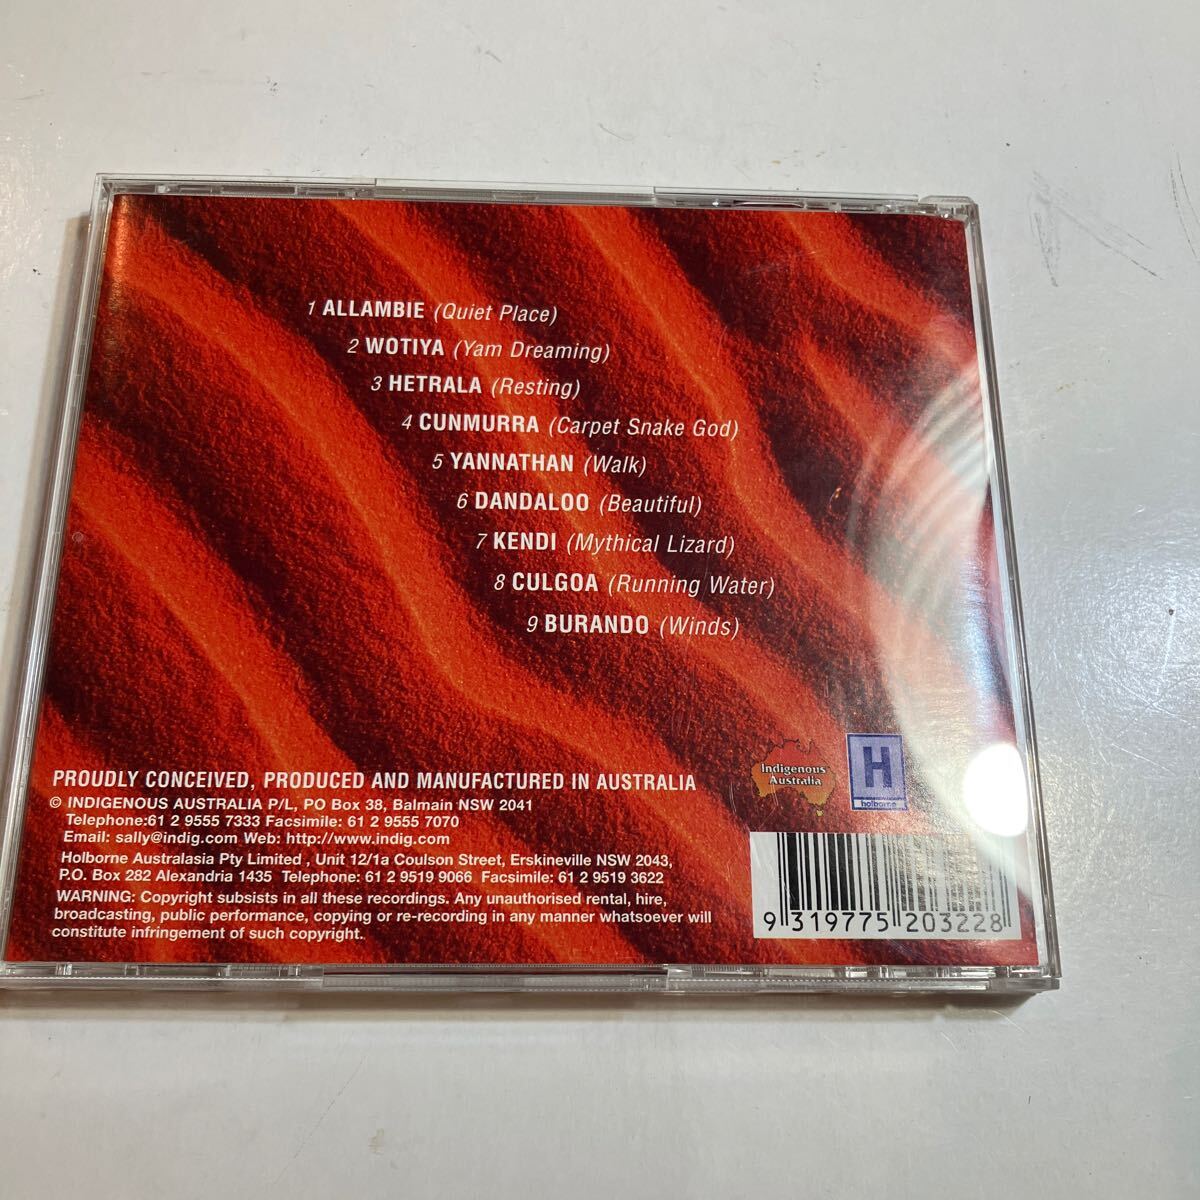 1 ALLAMBIE (Quiet Place)
2 WOTIYA (Yam Dreaming)
3 HETRALA (Resting)
4 CUNMURRA (Carpet Snake God)
5 YANNATHAN (Walk)
6 DANDALOO (Beautiful)
7 KENDI (Mythical Lizard)
8 CULGOA (Running Water)
9 BURANDO (Winds)
PROUDLY CONCEIVED, PRODUCED AND MANUFACTURED IN AUSTRALIA
© INDIGENOUS AUSTRALIA P/L, PO Box 38, Balmain NSW 2041
Telephone:61 2 9555 7333 Facsimile: 61 2 9555 7070
Email: sally@indig.com Web: http://www.indig.com
Holborne Australasia Pty Limited , Unit 12/1a Coulson Street, Erskineville NSW 2043,
P.O. Box 282 Alexandria 1435 Telephone: 61 2 9519 9066 Facsimile: 61 2 9519 3622
WARNING: Copyright subsists in all these recordings. Any unauthorised rental, hire,
broadcasting, public performance, copying or re-recording in any manner whatsoever will
constitute infringement of such copyright.
Indigenous
Australia
H
holborne
9 319775 203228